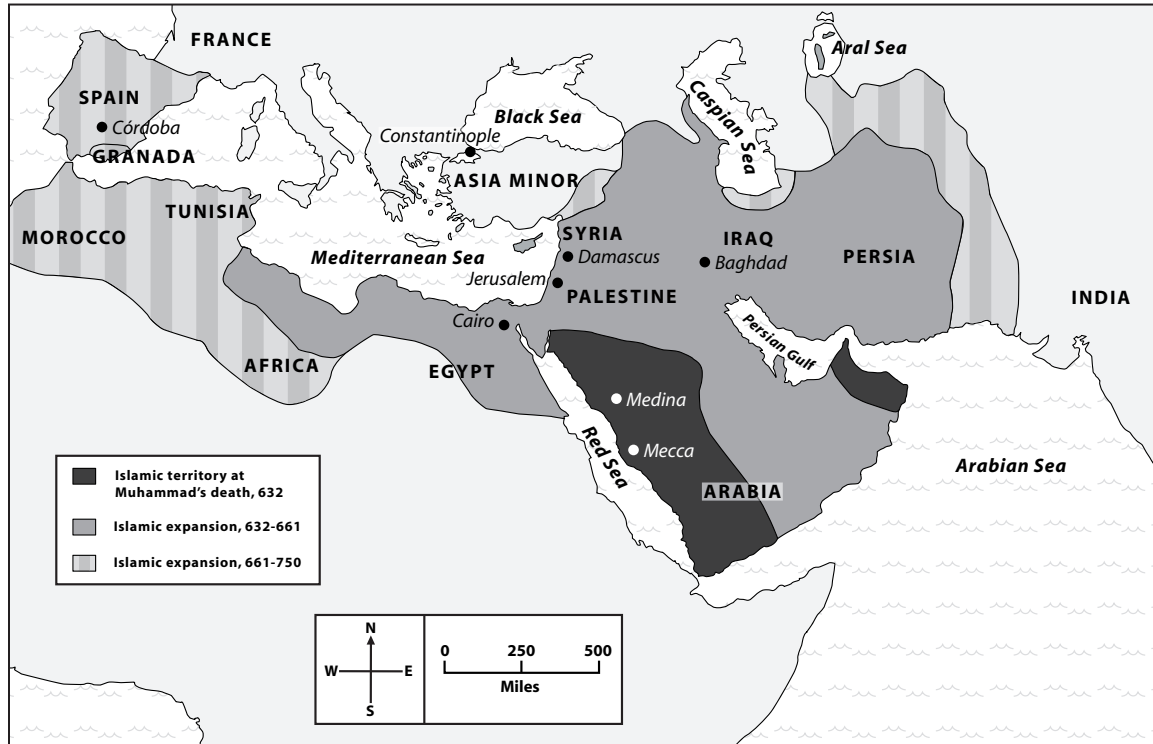 FRANCE
Aral Sea
SPAIN
Córdoba
GRANADA
Black Sea
Caspian Sea
Constantinople
ASIA MINOR
TUNISIA
MOROCCO
Mediterranean Sea
SYRIA
Damascus
IRAQ
Baghdad
PERSIA
Jerusalem
PALESTINE
INDIA
Cairo
Persian Gulf
AFRICA
EGYPT
Medina
Mecca
Red Sea
ARABIA
Arabian Sea
Islamic territory at
Muhammad's death, 632
Islamic expansion, 632-661
Islamic expansion, 661-750
N
W E
S
0 250 500
Miles